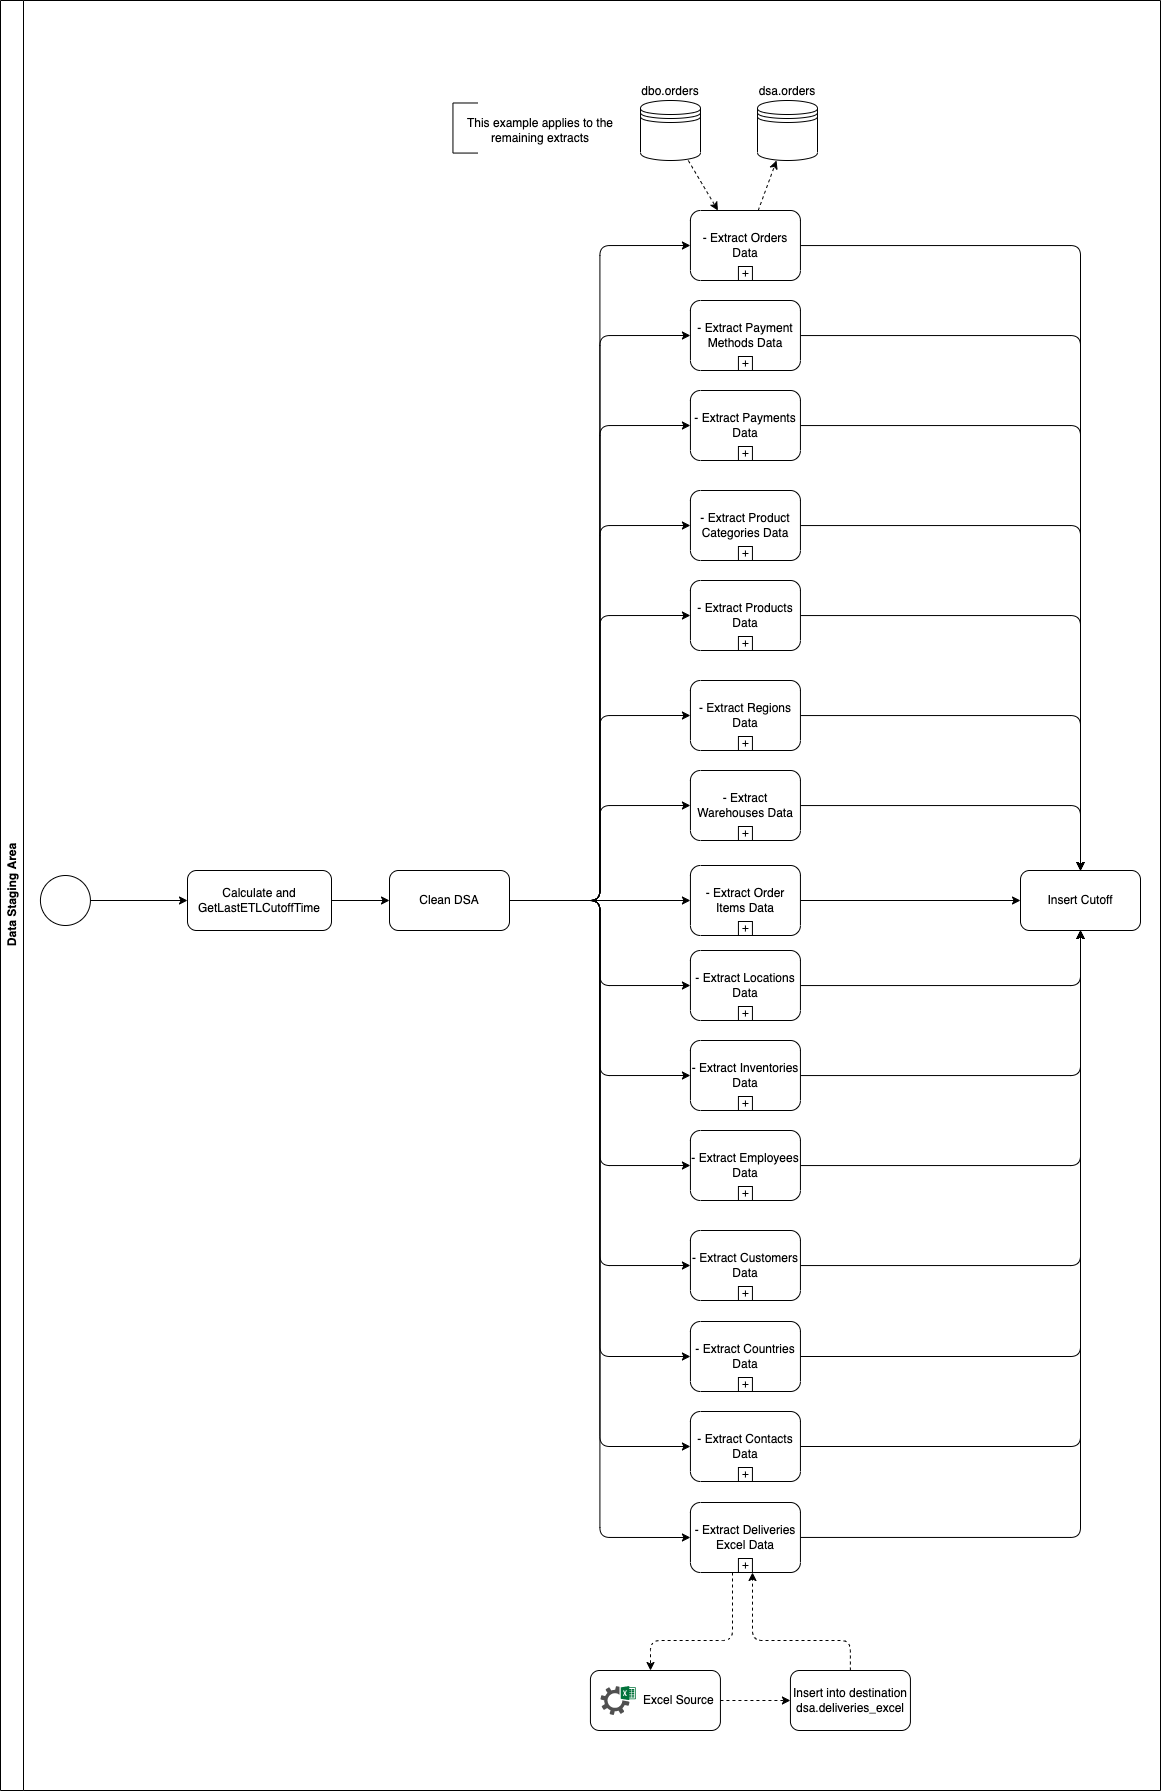 dbo.orders
dsa.orders
This example applies to the
remaining extracts
- Extract Orders
Data
+
- Extract Payment
Methods Data
+
- Extract Payments
Data
+
- Extract Product
Categories Data
+
- Extract Products
Data
+
- Extract Regions
Data
+
- Extract
Warehouses Data
+
Data Staging Area
Calculate and
GetLastETLCutoffTime
Clean DSA
- Extract Order
Items Data
+
Insert Cutoff
- Extract Locations
Data
+
- Extract Inventories
Data
+
- Extract Employees
Data
+
- Extract Customers
Data
+
- Extract Countries
Data
+
- Extract Contacts
Data
+
- Extract Deliveries
Excel Data
+
X
Excel Source
Insert into destination
dsa.deliveries_excel